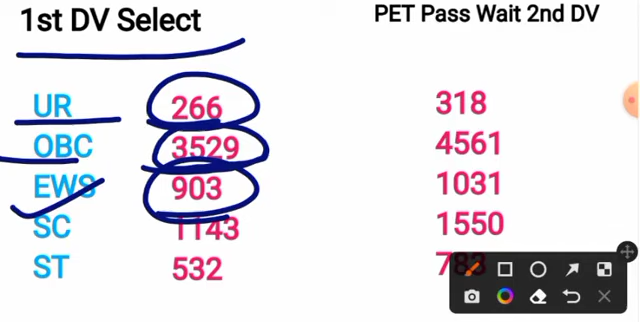 1st DV Select PET Pass Wait 2nd DV
UR 266 318
OBC 3529 4561
EWS 903 1031
SC 1143 1550
ST 532 783